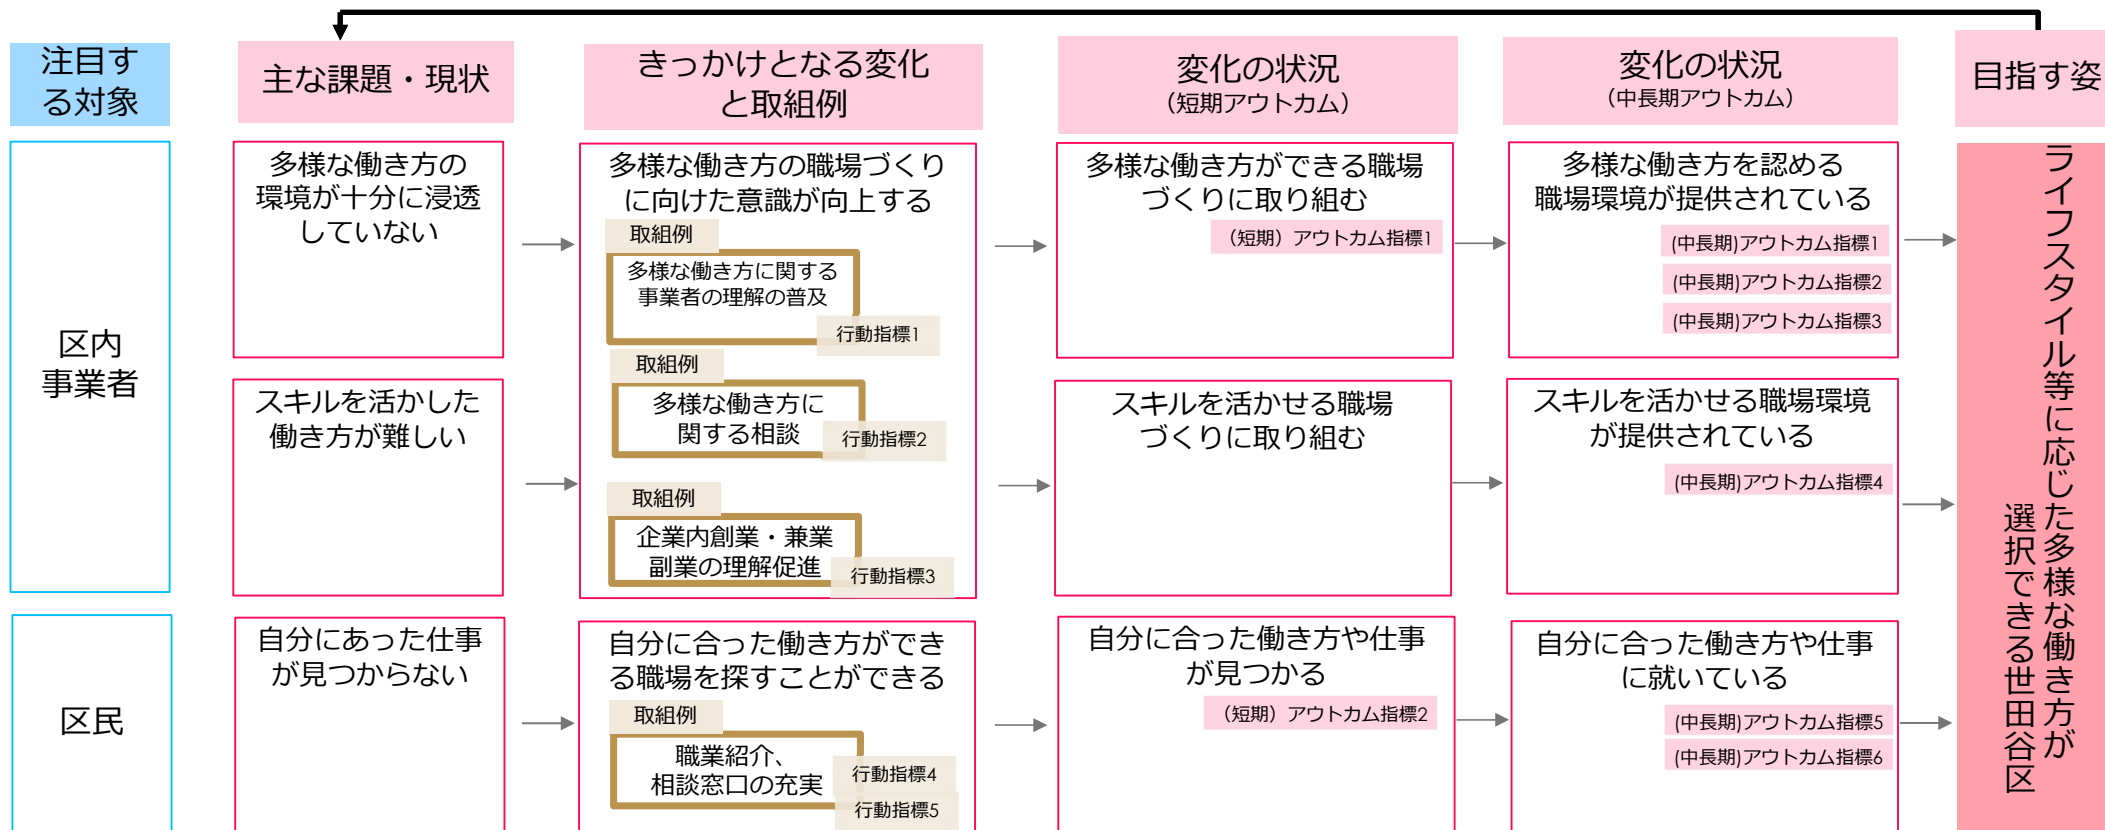 注目す
る対象
主な課題・現状
きっかけとなる変化
と取組例
変化の状況
（短期アウトカム）
変化の状況
（中長期アウトカム）
目指す姿
区内
事業者
多様な働き方の
環境が十分に浸透
していない
多様な働き方の職場づくり
に向けた意識が向上する
取組例
多様な働き方に関する
事業者の理解の普及
行動指標1
取組例
多様な働き方に
関する相談
行動指標2
取組例
企業内創業・兼業
副業の理解促進
行動指標3
多様な働き方ができる職場
づくりに取り組む
（短期）アウトカム指標1
多様な働き方を認める
職場環境が提供されている
(中長期)アウトカム指標1
(中長期)アウトカム指標2
(中長期)アウトカム指標3
スキルを活かした
働き方が難しい
スキルを活かせる職場
づくりに取り組む
スキルを活かせる職場環境
が提供されている
(中長期)アウトカム指標4
区民
自分にあった仕事
が見つからない
自分に合った働き方ができ
る職場を探すことができる
取組例
職業紹介、
相談窓口の充実
行動指標4
行動指標5
自分に合った働き方や仕事
が見つかる
（短期）アウトカム指標2
自分に合った働き方や仕事
に就いている
(中長期)アウトカム指標5
(中長期)アウトカム指標6
ライフスタイル等に応じた多様な働き方が
選択できる世田谷区